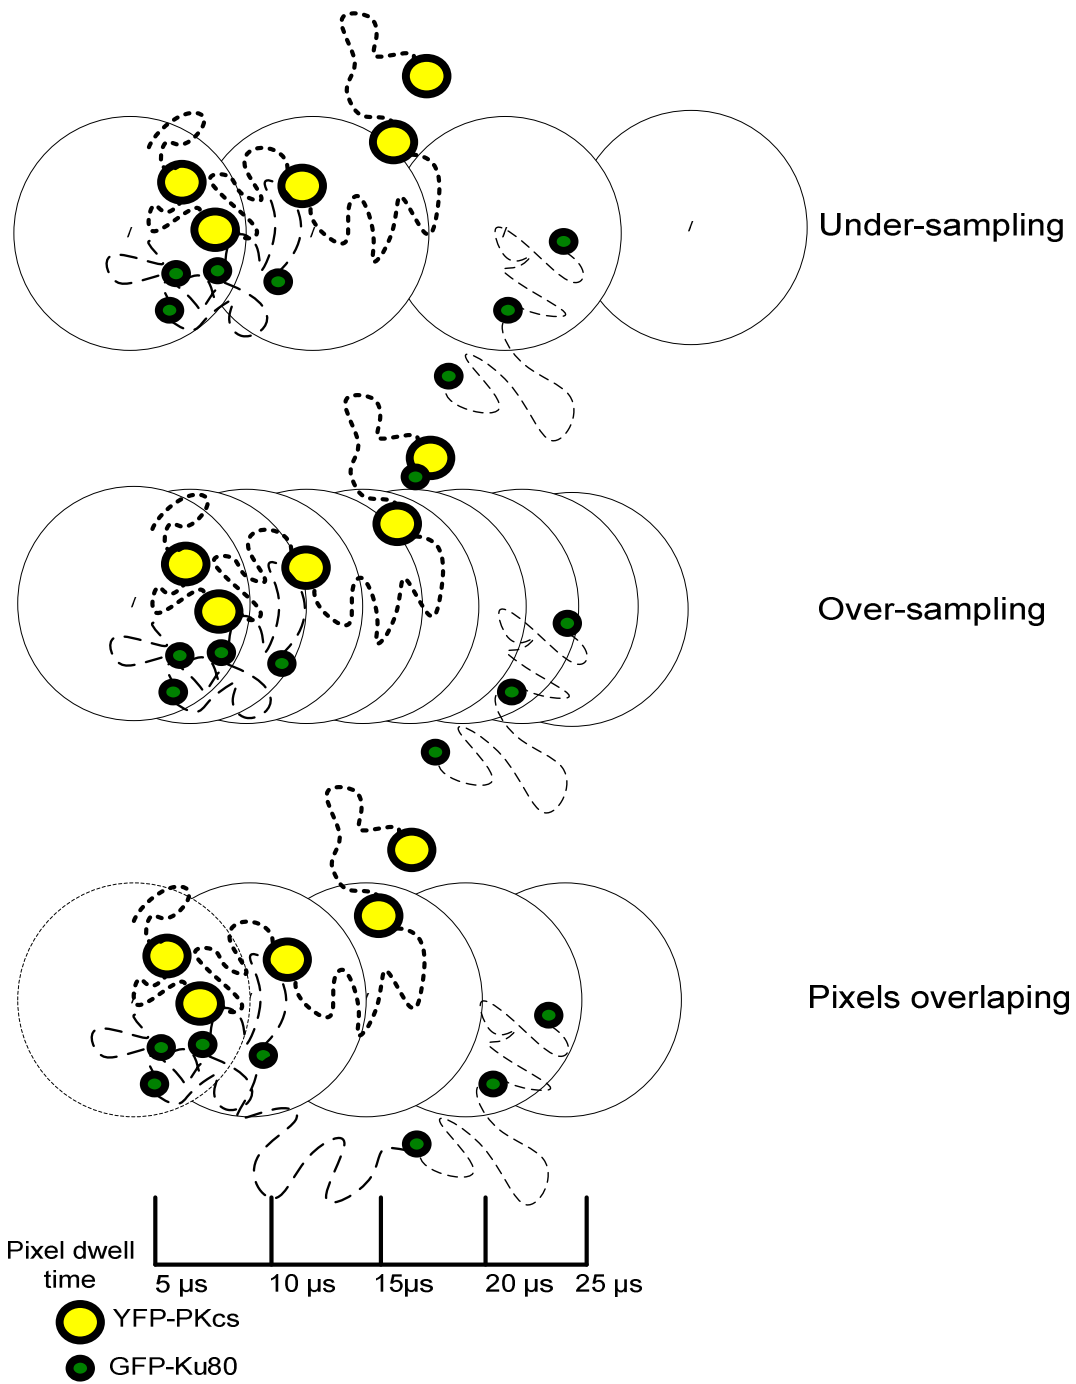 Under-sampling
Over-sampling
Pixels overlaping
Pixel dwell
time
5 µs
10 µs
15µs
20 µs
25 µs
YFP-PKcs
GFP-Ku80